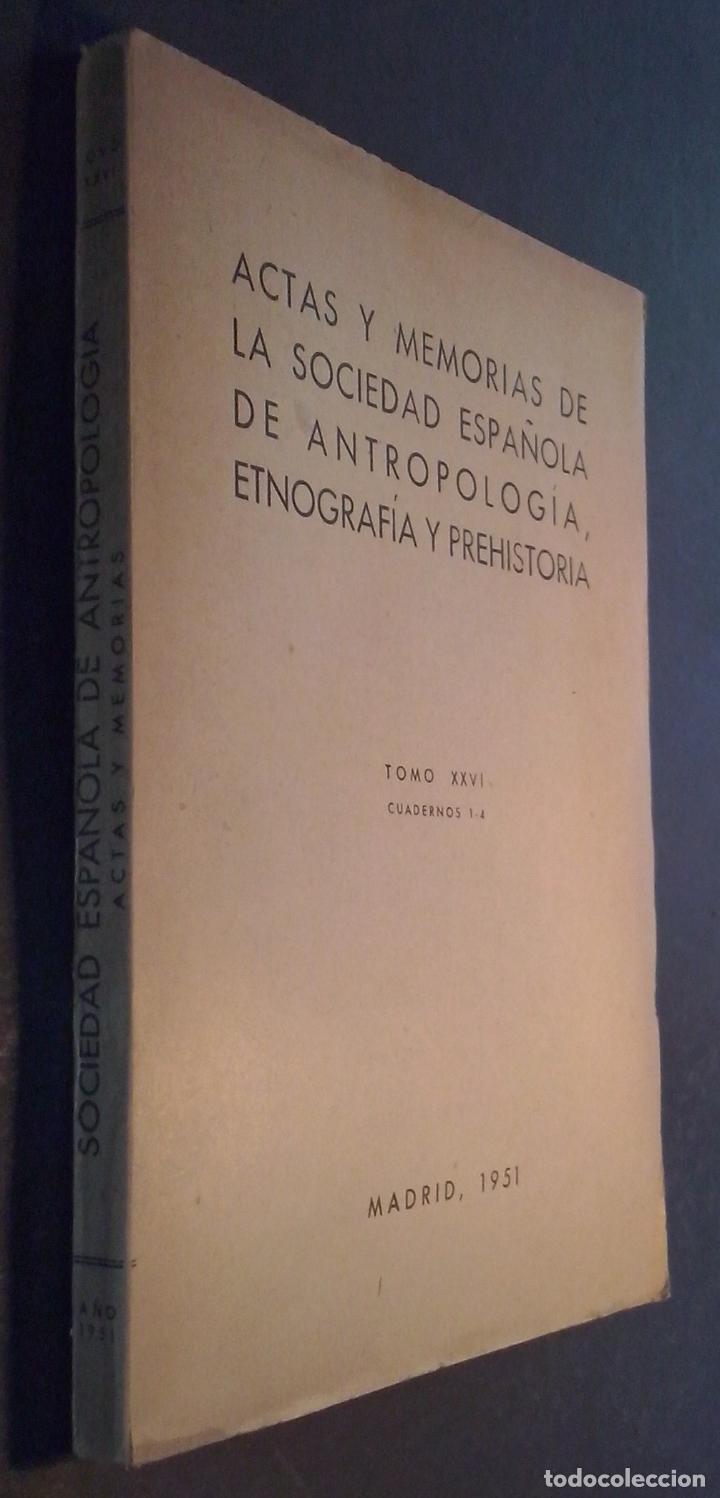 ACTAS Y MEMORIAS DE
LA SOCIEDAD ESPAÑOLA
DE ANTROPOLOGÍA,
ETNOGRAFÍA Y PREHISTORIA
TOMO XXVI
CUADERNOS 1-4
MADRID, 1951
XXVI
SOCIEDAD ESPAÑOLA DE ANTROPOLOGIA
ACTAS Y MEMORIAS
AÑO
1951
todocoleccion